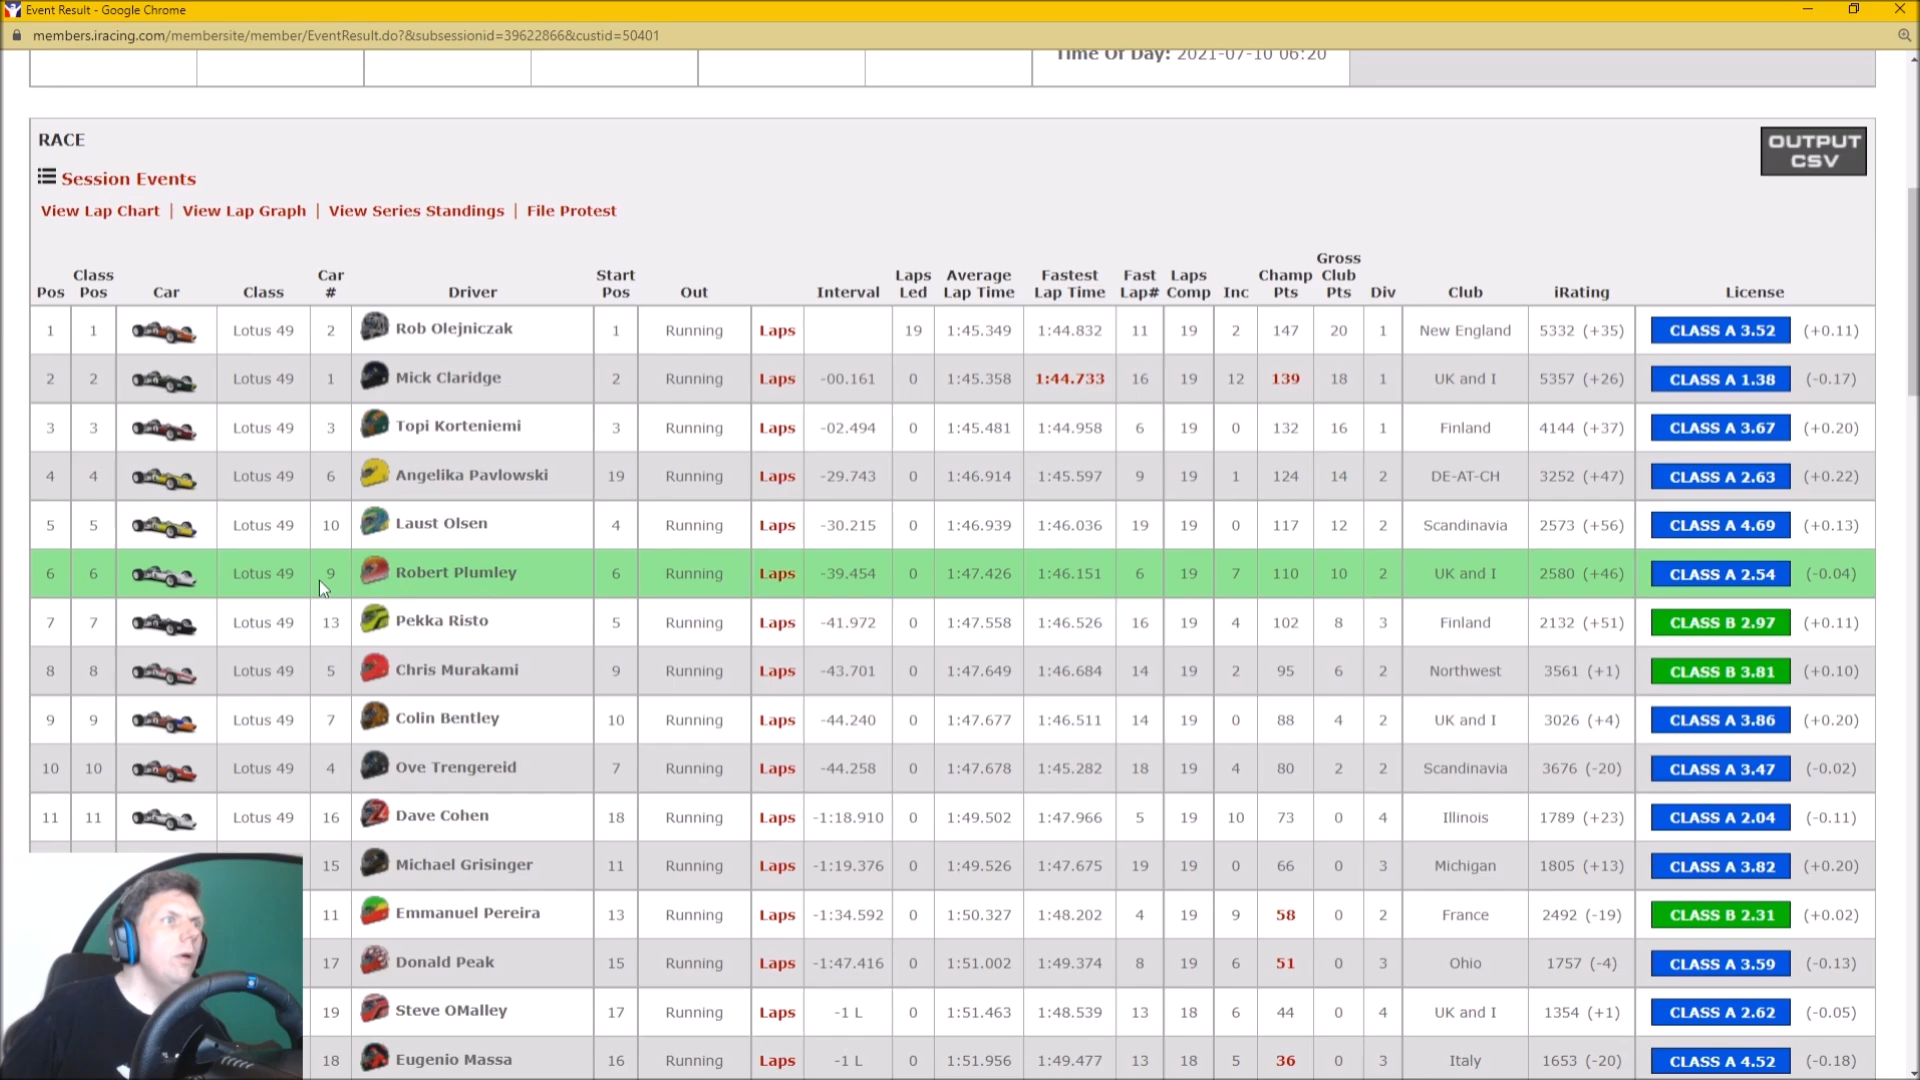 Event Result - Google Chrome
members.iracing.com/membersite/member/EventResult.do?&subsessionid=39622866&custid=50401
Time Of Day: 2021-07-10 06:20
RACE
OUTPUT CSV
Session Events
View Lap Chart | View Lap Graph | View Series Standings | File Protest
Pos Class Pos Car Class Car # Driver Start Pos Out Interval Laps Led Average Lap Time Fastest Lap Time Fast Lap# Laps Comp Inc Champ Pts Gross Club Pts Div Club iRating License
1 1 Lotus 49 2 Rob Olejniczak 1 Running Laps 19 1:45.349 1:44.832 11 19 2 147 20 1 New England 5332 (+35) CLASS A 3.52 (+0.11)
2 2 Lotus 49 1 Mick Claridge 2 Running Laps -00.161 0 1:45.358 1:44.733 16 19 12 139 18 1 UK and I 5357 (+26) CLASS A 1.38 (-0.17)
3 3 Lotus 49 3 Topi Korteniemi 3 Running Laps -02.494 0 1:45.481 1:44.958 6 19 0 132 16 1 Finland 4144 (+37) CLASS A 3.67 (+0.20)
4 4 Lotus 49 6 Angelika Pavlowski 19 Running Laps -29.743 0 1:46.914 1:45.597 9 19 1 124 14 2 DE-AT-CH 3252 (+47) CLASS A 2.63 (+0.22)
5 5 Lotus 49 10 Laust Olsen 4 Running Laps -30.215 0 1:46.939 1:46.036 19 19 0 117 12 2 Scandinavia 2573 (+56) CLASS A 4.69 (+0.13)
6 6 Lotus 49 9 Robert Plumley 6 Running Laps -39.454 0 1:47.426 1:46.151 6 19 7 110 10 2 UK and I 2580 (+46) CLASS A 2.54 (-0.04)
7 7 Lotus 49 13 Pekka Risto 5 Running Laps -41.972 0 1:47.558 1:46.526 16 19 4 102 8 3 Finland 2132 (+51) CLASS B 2.97 (+0.11)
8 8 Lotus 49 5 Chris Murakami 9 Running Laps -43.701 0 1:47.649 1:46.684 14 19 2 95 6 2 Northwest 3561 (+1) CLASS B 3.81 (+0.10)
9 9 Lotus 49 7 Colin Bentley 10 Running Laps -44.240 0 1:47.677 1:46.511 14 19 0 88 4 2 UK and I 3026 (+4) CLASS A 3.86 (+0.20)
10 10 Lotus 49 4 Ove Trengereid 7 Running Laps -44.258 0 1:47.678 1:45.282 18 19 4 80 2 2 Scandinavia 3676 (-20) CLASS A 3.47 (-0.02)
11 11 Lotus 49 16 Dave Cohen 18 Running Laps -1:18.910 0 1:49.502 1:47.966 5 19 10 73 0 4 Illinois 1789 (+23) CLASS A 2.04 (-0.11)
15 Michael Grisinger 11 Running Laps -1:19.376 0 1:49.526 1:47.675 19 19 0 66 0 3 Michigan 1805 (+13) CLASS A 3.82 (+0.20)
11 Emmanuel Pereira 13 Running Laps -1:34.592 0 1:50.327 1:48.202 4 19 9 58 0 2 France 2492 (-19) CLASS B 2.31 (+0.02)
17 Donald Peak 15 Running Laps -1:47.416 0 1:51.002 1:49.374 8 19 6 51 0 3 Ohio 1757 (-4) CLASS A 3.59 (-0.13)
19 Steve OMalley 17 Running Laps -1 L 0 1:51.463 1:48.539 13 18 6 44 0 4 UK and I 1354 (+1) CLASS A 2.62 (-0.05)
18 Eugenio Massa 16 Running Laps -1 L 0 1:51.956 1:49.477 13 18 5 36 0 3 Italy 1653 (-20) CLASS A 4.52 (-0.18)